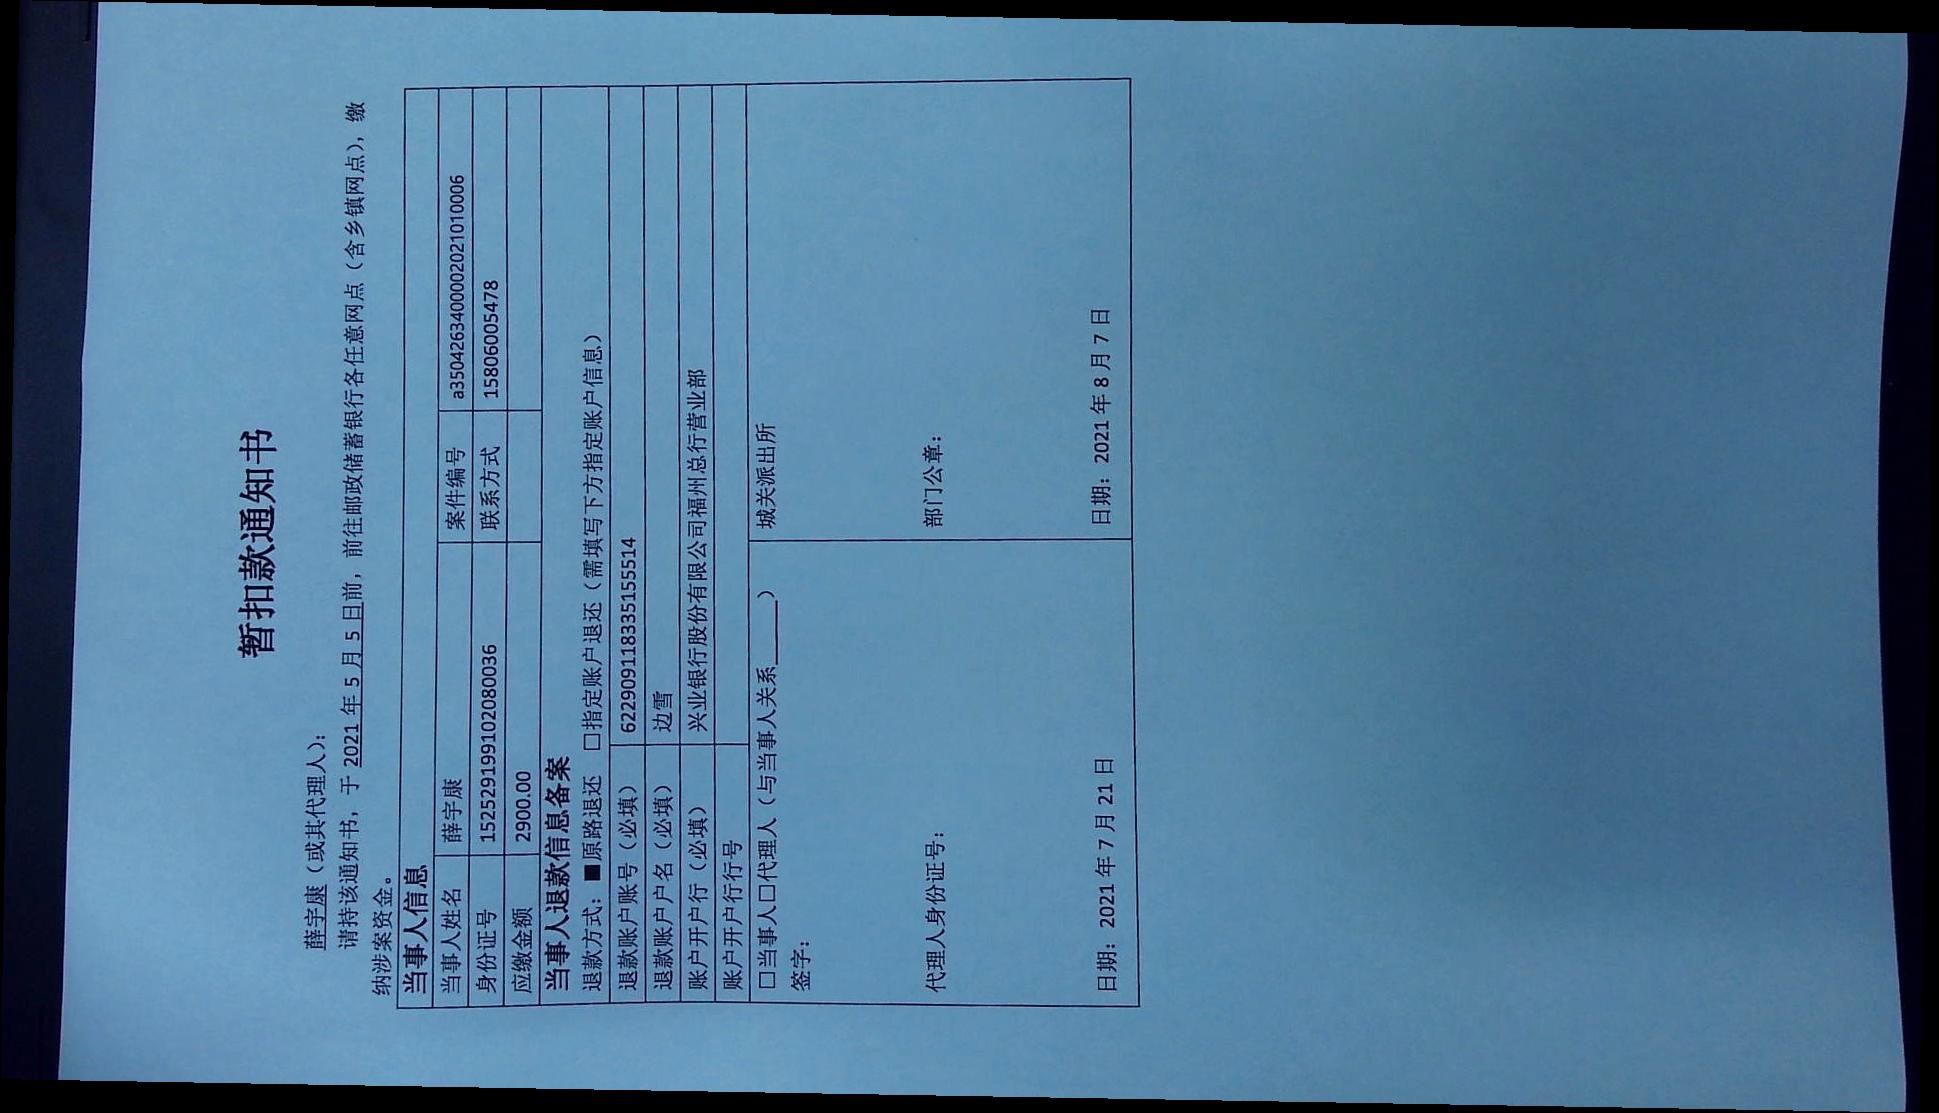 暂扣款通知书
薛宇康（或其代理人）：
请持该通知书，于 2021 年 5 月 5 日前，前往邮政储蓄银行各任意网点（含乡镇网点），缴
纳涉案资金。
当事人信息
当事人姓名 薛宇康 案件编号 a3504263400002021010006
身份证号 152529199102080036 联系方式 15806005478
应缴金额 2900.00
当事人退款信息备案
退款方式：■原路退还 □指定账户退还（需填写下方指定账户信息）
退款账户账号（必填） 622909118335155514
退款账户户名（必填） 边雪
账户开户行（必填） 兴业银行股份有限公司福州总行营业部
账户开户行行号
□当事人□代理人（与当事人关系____） 城关派出所
签字：
代理人身份证号： 部门公章：
日期：2021 年 7 月 21 日 日期：2021 年 8 月 7 日